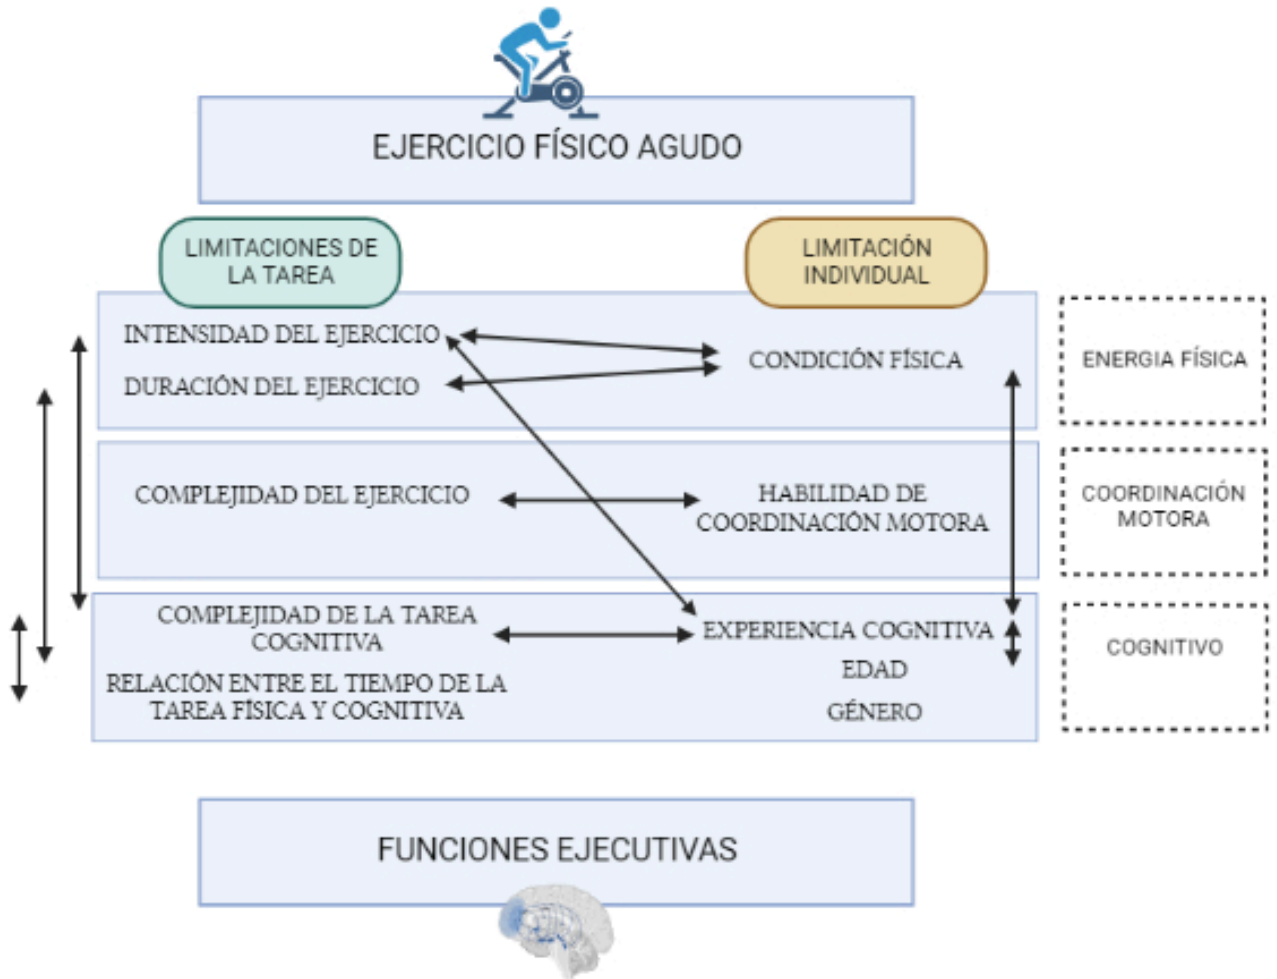 EJERCICIO FÍSICO AGUDO
LIMITACIONES DE
LA TAREA
LIMITACIÓN
INDIVIDUAL
INTENSIDAD DEL EJERCICIO
DURACIÓN DEL EJERCICIO
CONDICIÓN FÍSICA
ENERGIA FÍSICA
COMPLEJIDAD DEL EJERCICIO
HABILIDAD DE
COORDINACIÓN MOTORA
COORDINACIÓN
MOTORA
COMPLEJIDAD DE LA TAREA
COGNITIVA
RELACIÓN ENTRE EL TIEMPO DE LA
TAREA FÍSICA Y COGNITIVA
EXPERIENCIA COGNITIVA
EDAD
GÉNERO
COGNITIVO
FUNCIONES EJECUTIVAS